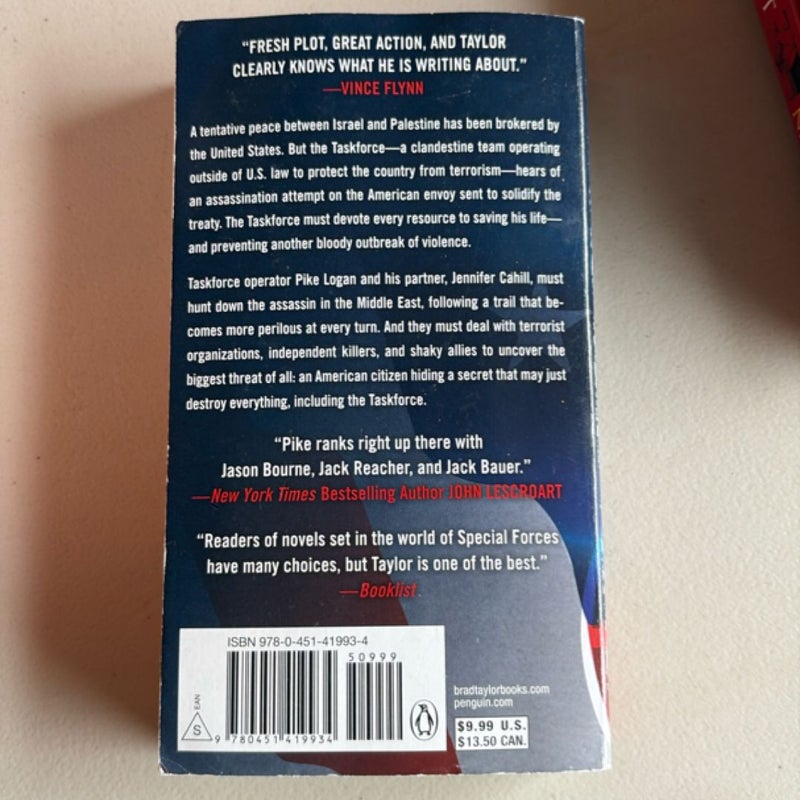 “FRESH PLOT, GREAT ACTION, AND TAYLOR
CLEARLY KNOWS WHAT HE IS WRITING ABOUT.”
—VINCE FLYNN
A tentative peace between Israel and Palestine has been brokered by
the United States. But the Taskforce—a clandestine team operating
outside of U.S. law to protect the country from terrorism—hears of
an assassination attempt on the American envoy sent to solidify the
treaty. The Taskforce must devote every resource to saving his life—
and preventing another bloody outbreak of violence.
Taskforce operator Pike Logan and his partner, Jennifer Cahill, must
hunt down the assassin in the Middle East, following a trail that be-
comes more perilous at every turn. And they must deal with terrorist
organizations, independent killers, and shaky allies to uncover the
biggest threat of all: an American citizen hiding a secret that may just
destroy everything, including the Taskforce.
“Pike ranks right up there with
Jason Bourne, Jack Reacher, and Jack Bauer.”
—New York Times Bestselling Author JOHN LESCROART
“Readers of novels set in the world of Special Forces
have many choices, but Taylor is one of the best.”
—Booklist
ISBN 978-0-451-41993-4
50999
EAN
S
9 780451 419934
bradtaylorbooks.com
penguin.com
$9.99 U.S.
$13.50 CAN.